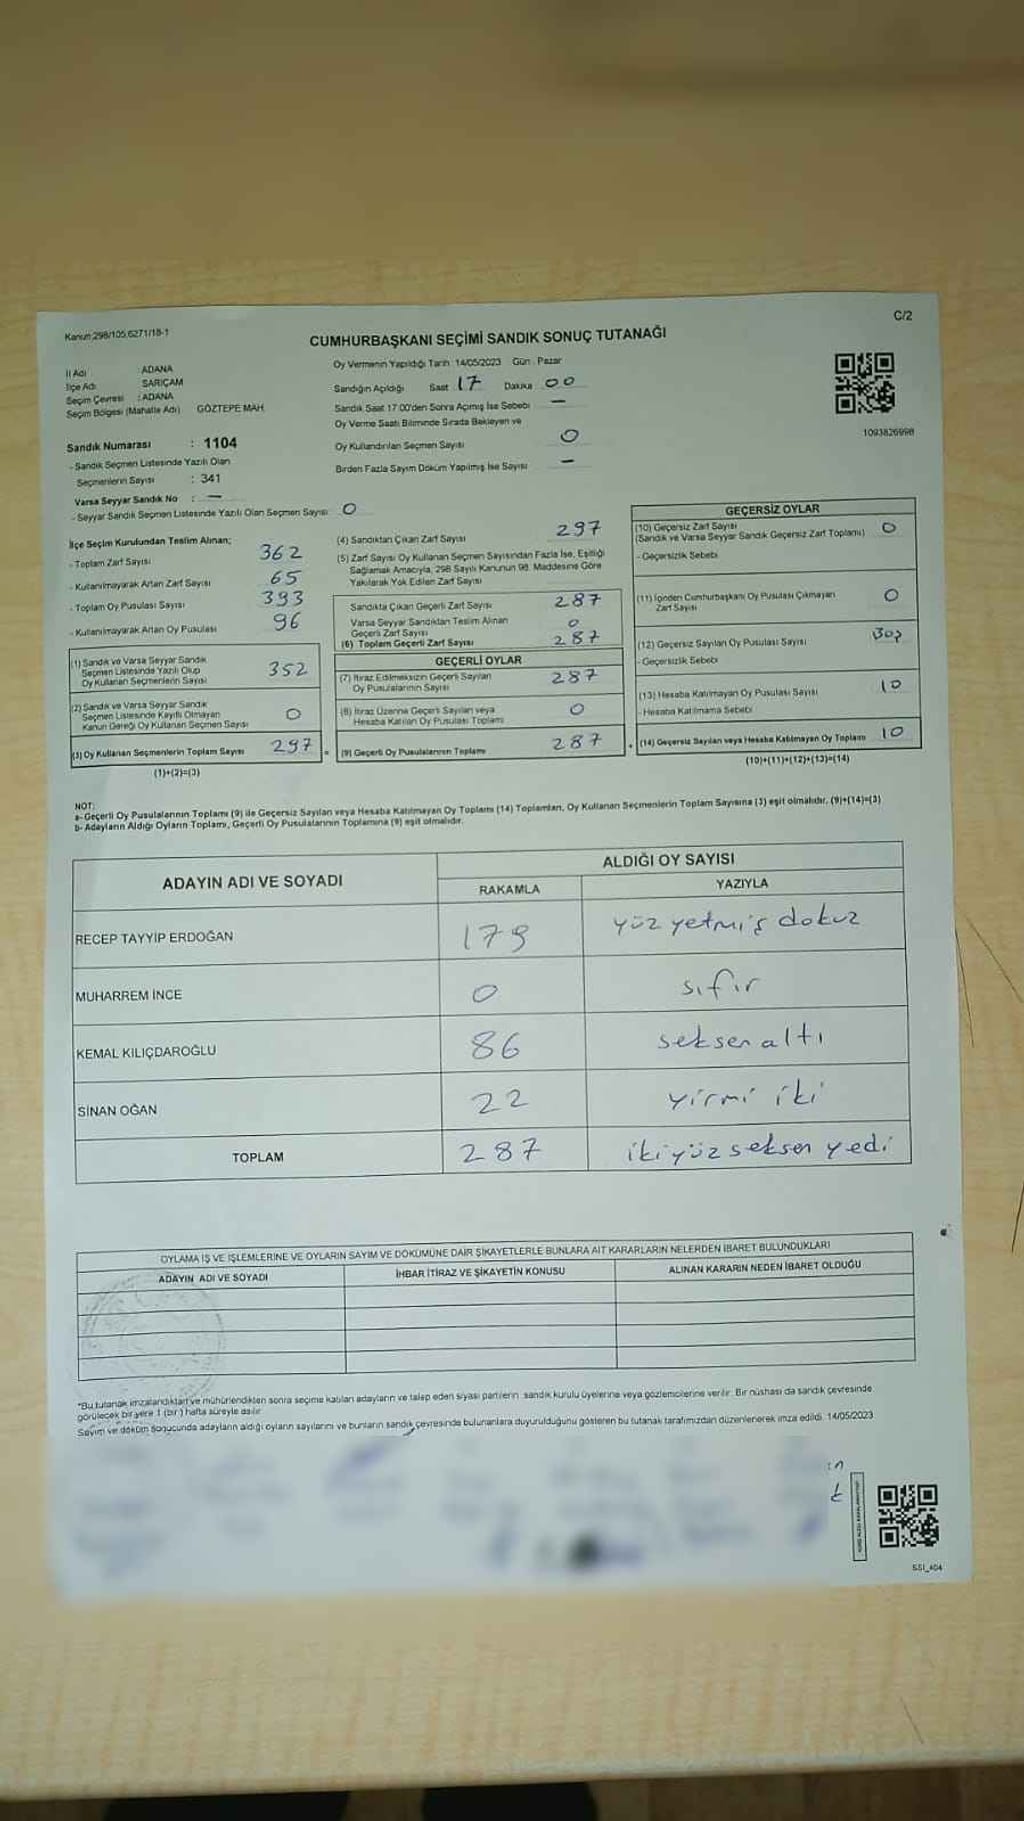 Kanun:298/105,6271/18-1
C/2
CUMHURBAŞKANI SEÇİMİ SANDIK SONUÇ TUTANAĞI
İl Adı : ADANA
İlçe Adı : SARIÇAM
Seçim Çevresi : ADANA
Seçim Bölgesi (Mahalle Adı) GÖZTEPE MAH.
Sandık Numarası : 1104
- Sandık Seçmen Listesinde Yazılı Olan
Seçmenlerin Sayısı : 341
Varsa Seyyar Sandık No : —
- Seyyar Sandık Seçmen Listesinde Yazılı Olan Seçmen Sayısı 0
Oy Vermenin Yapıldığı Tarih 14/05/2023 Gün : Pazar
Sandığın Açıldığı Saat 17 Dakika 00
Sandık Saat 17.00'den Sonra Açılmış İse Sebebi —
Oy Verme Saati Bitiminde Sırada Bekleyen ve
Oy Kullandırılan Seçmen Sayısı 0
Birden Fazla Sayım Döküm Yapılmış İse Sayısı —
1093826998
İlçe Seçim Kurulundan Teslim Alınan;
- Toplam Zarf Sayısı 362
- Kullanılmayarak Artan Zarf Sayısı 65
- Toplam Oy Pusulası Sayısı 393
- Kullanılmayarak Artan Oy Pusulası 96
(1) Sandık ve Varsa Seyyar Sandık
Seçmen Listesinde Yazılı Olup
Oy Kullanan Seçmenlerin Sayısı 352
(2) Sandık ve Varsa Seyyar Sandık
Seçmen Listesinde Kayıtlı Olmayan
Kanun Gereği Oy Kullanan Seçmen Sayısı 0
(3) Oy Kullanan Seçmenlerin Toplam Sayısı 297
(1)+(2)=(3)
(4) Sandıktan Çıkan Zarf Sayısı 297
(5) Zarf Sayısı Oy Kullanan Seçmen Sayısından Fazla İse, Eşitliği
Sağlamak Amacıyla, 298 Sayılı Kanunun 98. Maddesine Göre
Yakılarak Yok Edilen Zarf Sayısı
Sandıkta Çıkan Geçerli Zarf Sayısı 287
Varsa Seyyar Sandıktan Teslim Alınan
Geçerli Zarf Sayısı 0
(6) Toplam Geçerli Zarf Sayısı 287
GEÇERLİ OYLAR
(7) İtiraz Edilmeksizin Geçerli Sayılan
Oy Pusulalarının Sayısı 287
(8) İtiraz Üzerine Geçerli Sayılan veya
Hesaba Katılan Oy Pusulası Toplamı 0
= (9) Geçerli Oy Pusulalarının Toplamı 287
GEÇERSİZ OYLAR
(10) Geçersiz Zarf Sayısı
(Sandık ve Varsa Seyyar Sandık Geçersiz Zarf Toplamı) 0
- Geçersizlik Sebebi
(11) İçinden Cumhurbaşkanı Oy Pusulası Çıkmayan
Zarf Sayısı 0
(12) Geçersiz Sayılan Oy Pusulası Sayısı
- Geçersizlik Sebebi
(13) Hesaba Katılmayan Oy Pusulası Sayısı 10
- Hesaba Katılmama Sebebi
+ (14) Geçersiz Sayılan veya Hesaba Katılmayan Oy Toplamı 10
(10)+(11)+(12)+(13)=(14)
NOT:
a- Geçerli Oy Pusulalarının Toplamı (9) ile Geçersiz Sayılan veya Hesaba Katılmayan Oy Toplamı (14) Toplamları, Oy Kullanan Seçmenlerin Toplam Sayısına (3) eşit olmalıdır. (9)+(14)=(3)
b- Adayların Aldığı Oyların Toplamı, Geçerli Oy Pusulalarının Toplamına (9) eşit olmalıdır.
ADAYIN ADI VE SOYADI
ALDIĞI OY SAYISI
RAKAMLA YAZIYLA
RECEP TAYYİP ERDOĞAN 179 yüz yetmiş dokuz
MUHARREM İNCE 0 sıfır
KEMAL KILIÇDAROĞLU 86 seksen altı
SİNAN OĞAN 22 yirmi iki
TOPLAM 287 ikiyüz seksen yedi
OYLAMA İŞ VE İŞLEMLERİNE VE OYLARIN SAYIM VE DÖKÜMÜNE DAİR ŞİKAYETLERLE BUNLARA AİT KARARLARIN NELERDEN İBARET BULUNDUKLARI
ADAYIN ADI VE SOYADI İHBAR İTİRAZ VE ŞİKAYETİN KONUSU ALINAN KARARIN NEDEN İBARET OLDUĞU
*Bu tutanak imzalandıktan ve mühürlendikten sonra seçime katılan adayların ve talep eden siyasi partilerin sandık kurulu üyelerine veya gözlemcilerine verilir. Bir nüshası da sandık çevresinde
görülecek bir yere 1 (bir) hafta süreyle asılır.
Sayım ve döküm sonucunda adayların aldığı oyların sayılarını ve bunların sandık çevresinde bulunanlara duyurulduğunu gösteren bu tutanak tarafımızdan düzenlenerek imza edildi. 14/05/2023
SSİ_404